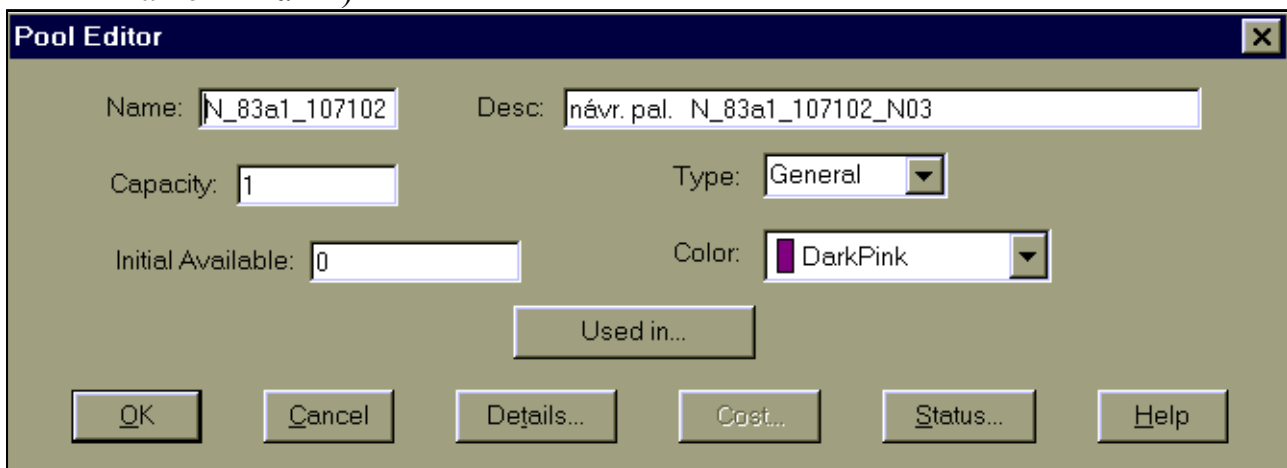 Pool Editor
Name: N_83a1_107102 Desc: návr. pal. N_83a1_107102_N03
Capacity: 1 Type: General
Initial Available: 0 Color: DarkPink
Used in...
OK Cancel Details... Cost... Status... Help